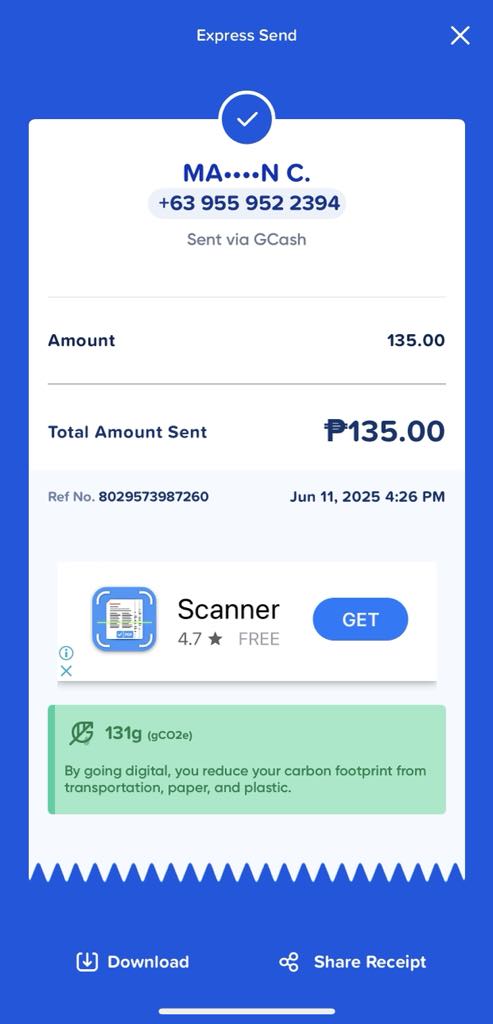 Express Send
MA••••N C.
+63 955 952 2394
Sent via GCash
Amount 135.00
Total Amount Sent ₱135.00
Ref No. 8029573987260 Jun 11, 2025 4:26 PM
Scanner
4.7 ★ FREE
GET
131g (gCO2e)
By going digital, you reduce your carbon footprint from
transportation, paper, and plastic.
Download Share Receipt